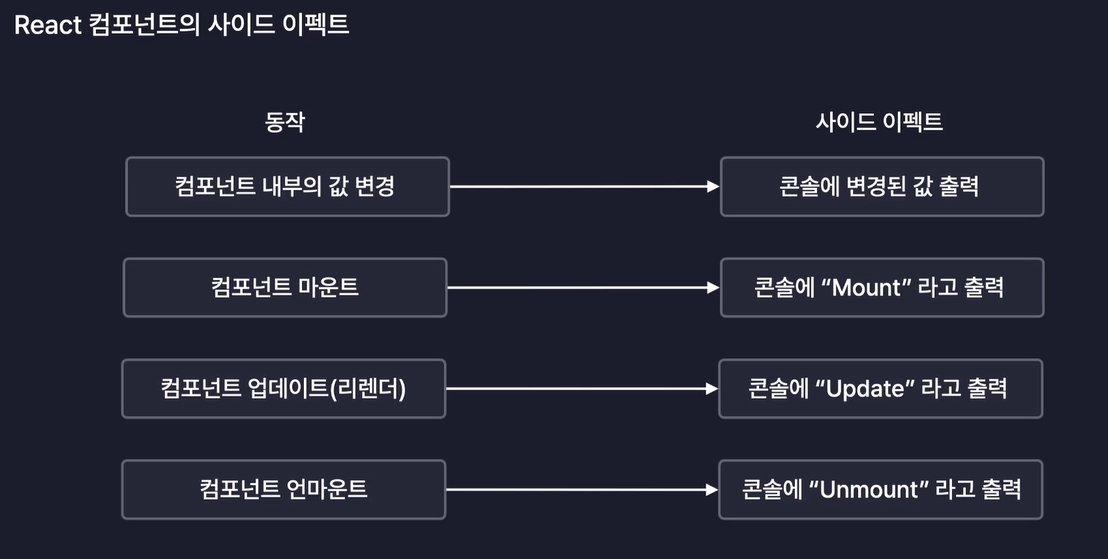 React 컴포넌트의 사이드 이펙트
동작
사이드 이펙트
컴포넌트 내부의 값 변경
콘솔에 변경된 값 출력
컴포넌트 마운트
콘솔에 “Mount” 라고 출력
컴포넌트 업데이트(리렌더)
콘솔에 “Update” 라고 출력
컴포넌트 언마운트
콘솔에 “Unmount” 라고 출력